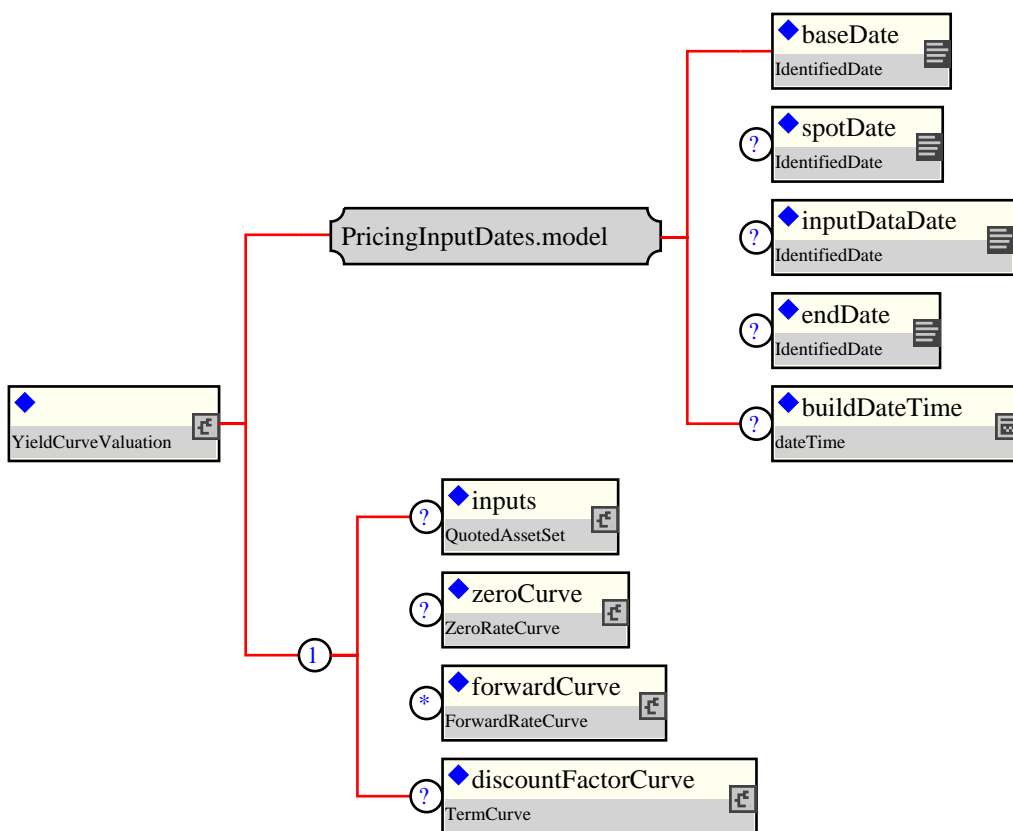 baseDate
IdentifiedDate
?
spotDate
IdentifiedDate
?
inputDataDate
IdentifiedDate
PricingInputDates.model
?
endDate
IdentifiedDate
?
buildDateTime
dateTime
YieldCurveValuation
?
inputs
QuotedAssetSet
?
zeroCurve
ZeroRateCurve
1
*
forwardCurve
ForwardRateCurve
?
discountFactorCurve
TermCurve